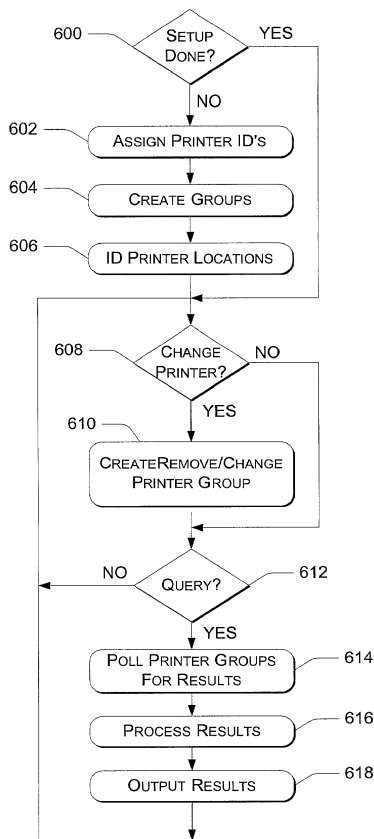 600
SETUP
DONE?
YES
NO
602
ASSIGN PRINTER ID'S
604
CREATE GROUPS
606
ID PRINTER LOCATIONS
608
CHANGE
PRINTER?
NO
YES
610
CREATEREMOVE/CHANGE
PRINTER GROUP
NO
QUERY?
612
YES
POLL PRINTER GROUPS
FOR RESULTS
614
PROCESS RESULTS
616
OUTPUT RESULTS
618